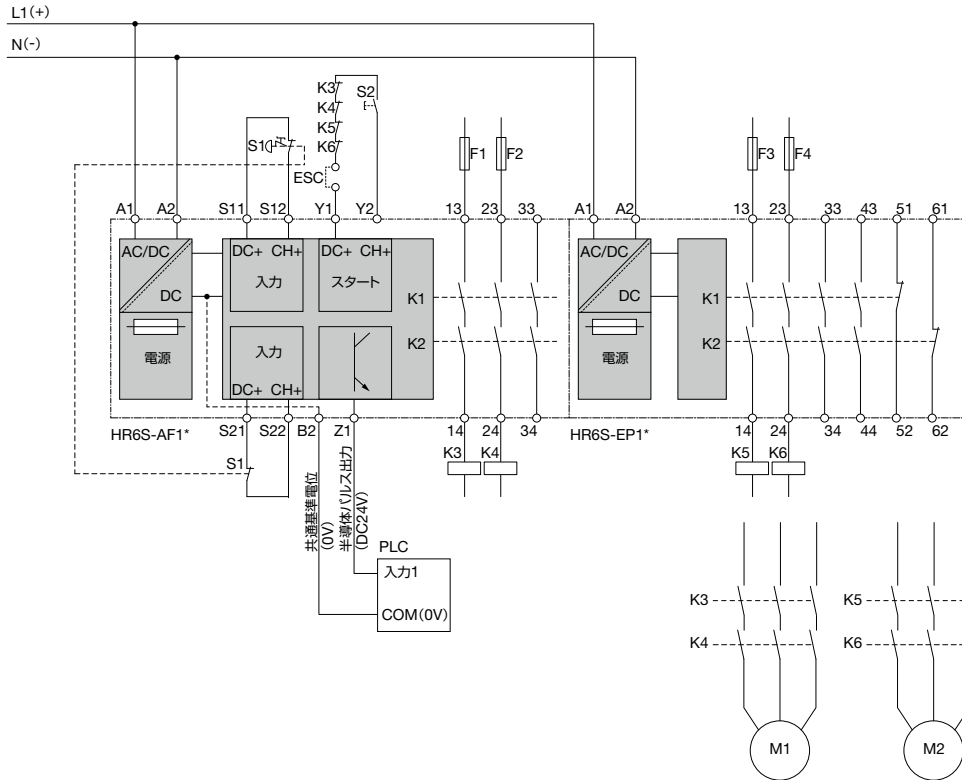 L1(+)
N(-)
K3
K4
K5
K6
S2
S1
ESC
F1
F2
F3
F4
A1
A2
S11
S12
Y1
Y2
13
23
33
A1
A2
13
23
33
43
51
61
AC/DC
DC
電源
DC+ CH+
入力
DC+ CH+
スタート
K1
K2
入力
DC+ CH+
AC/DC
DC
電源
K1
K2
HR6S-AF1*
S21
S22
B2
Z1
14
24
34
HR6S-EP1*
14
24
34
44
52
62
S1
K3
K4
K5
K6
共通基準電位
(0V)
半導体パルス出力
(DC24V)
PLC
入力1
COM(0V)
K3
K4
K5
K6
M1
M2